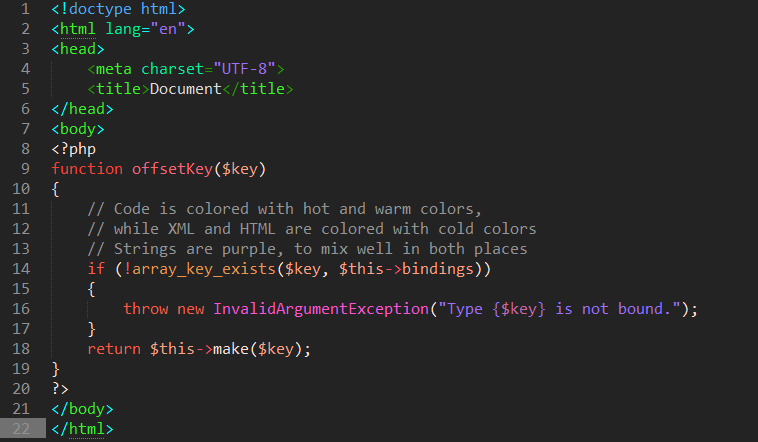 1 <!doctype html>
2 <html lang="en">
3 <head>
4     <meta charset="UTF-8">
5     <title>Document</title>
6 </head>
7 <body>
8 <?php
9 function offsetKey($key)
10 {
11     // Code is colored with hot and warm colors,
12     // while XML and HTML are colored with cold colors
13     // Strings are purple, to mix well in both places
14     if (!array_key_exists($key, $this->bindings))
15     {
16         throw new InvalidArgumentException("Type {$key} is not bound.");
17     }
18     return $this->make($key);
19 }
20 ?>
21 </body>
22 </html>